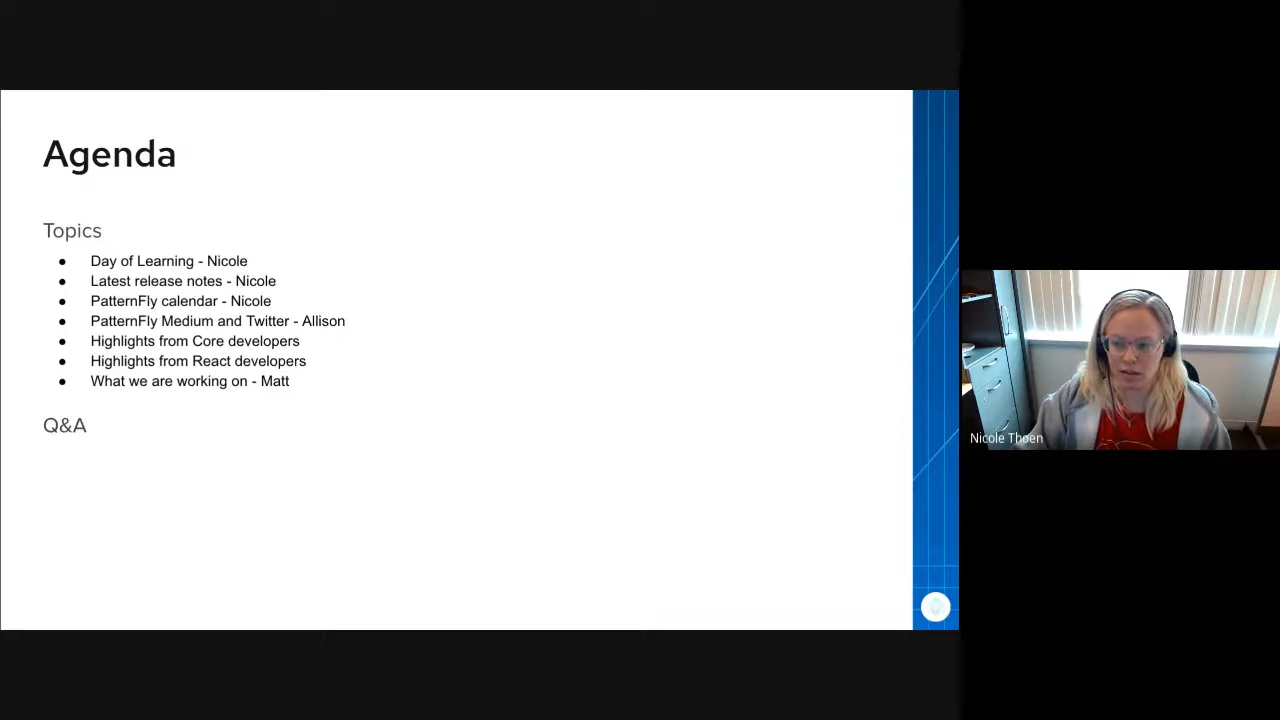 Agenda
Topics
● Day of Learning - Nicole
● Latest release notes - Nicole
● PatternFly calendar - Nicole
● PatternFly Medium and Twitter - Allison
● Highlights from Core developers
● Highlights from React developers
● What we are working on - Matt
Q&A
Nicole Thoen